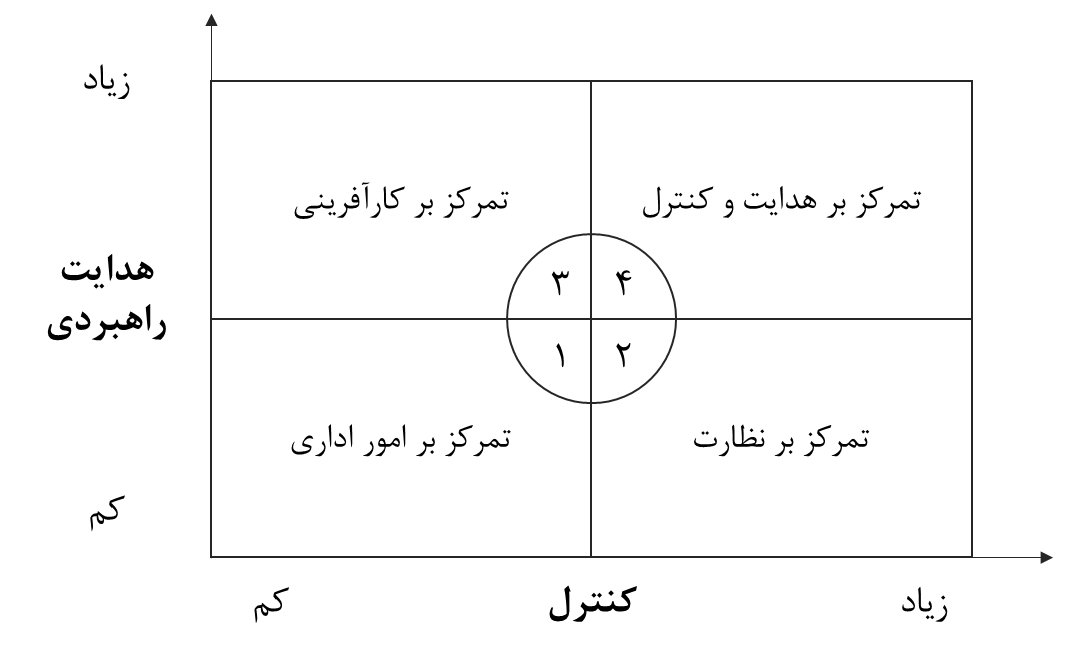 زیاد
تمرکز بر هدایت و کنترل
تمرکز بر کارآفرینی
هدایت
راهبردی
۴
۳
۲
۱
تمرکز بر نظارت
تمرکز بر امور اداری
کم
زیاد
کنترل
کم